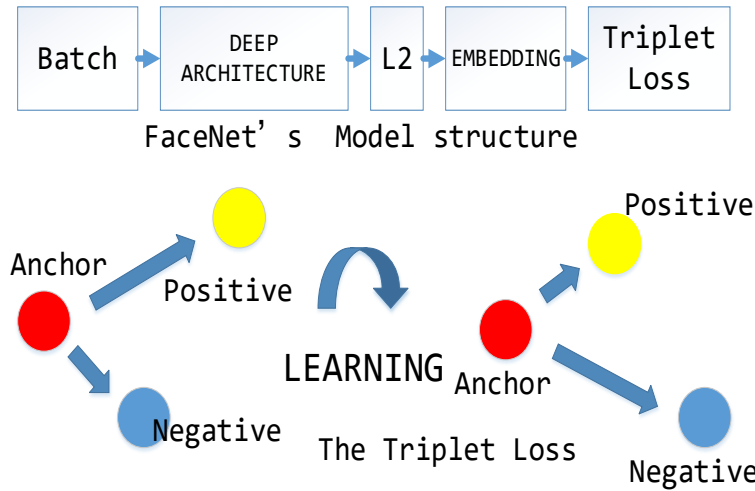 Batch
DEEP
ARCHITECTURE
L2
EMBEDDING
Triplet
Loss
FaceNet’s Model structure
Positive
Anchor
Positive
LEARNING
Anchor
Negative
The Triplet Loss
Negative